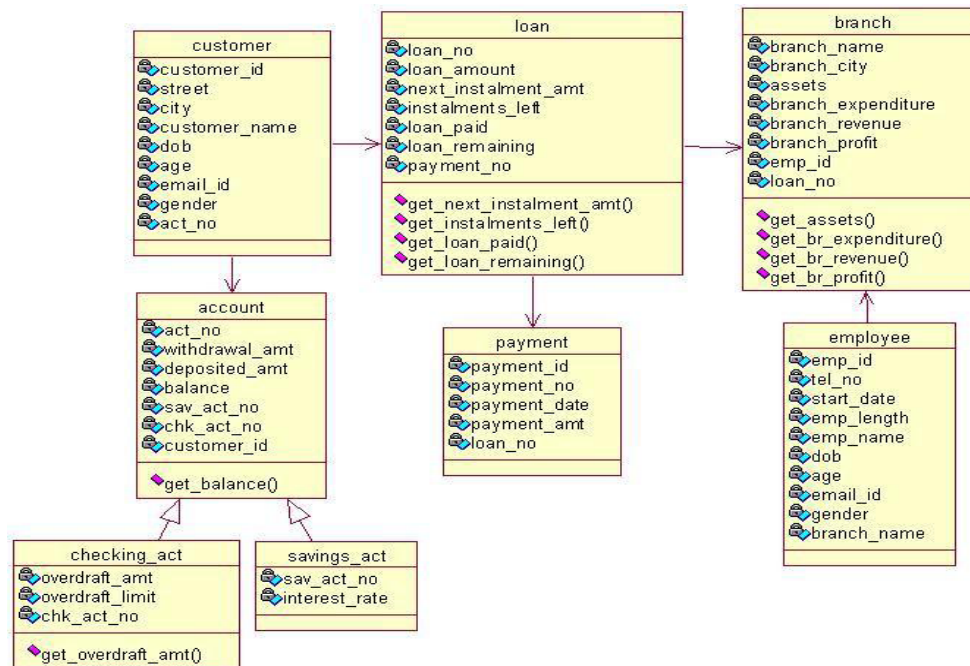 customer
customer_id
street
city
customer_name
dob
age
email_id
gender
act_no
loan
loan_no
loan_amount
next_instalment_amt
instalments_left
loan_paid
loan_remaining
payment_no
get_next_instalment_amt()
get_instalments_left()
get_loan_paid()
get_loan_remaining()
branch
branch_name
branch_city
assets
branch_expenditure
branch_revenue
branch_profit
emp_id
loan_no
get_assets()
get_br_expenditure()
get_br_revenue()
get_br_profit()
account
act_no
withdrawal_amt
deposited_amt
balance
sav_act_no
chk_act_no
customer_id
get_balance()
payment
payment_id
payment_no
payment_date
payment_amt
loan_no
employee
emp_id
tel_no
start_date
emp_length
emp_name
dob
age
email_id
gender
branch_name
checking_act
overdraft_amt
overdraft_limit
chk_act_no
get_overdraft_amt()
savings_act
sav_act_no
interest_rate